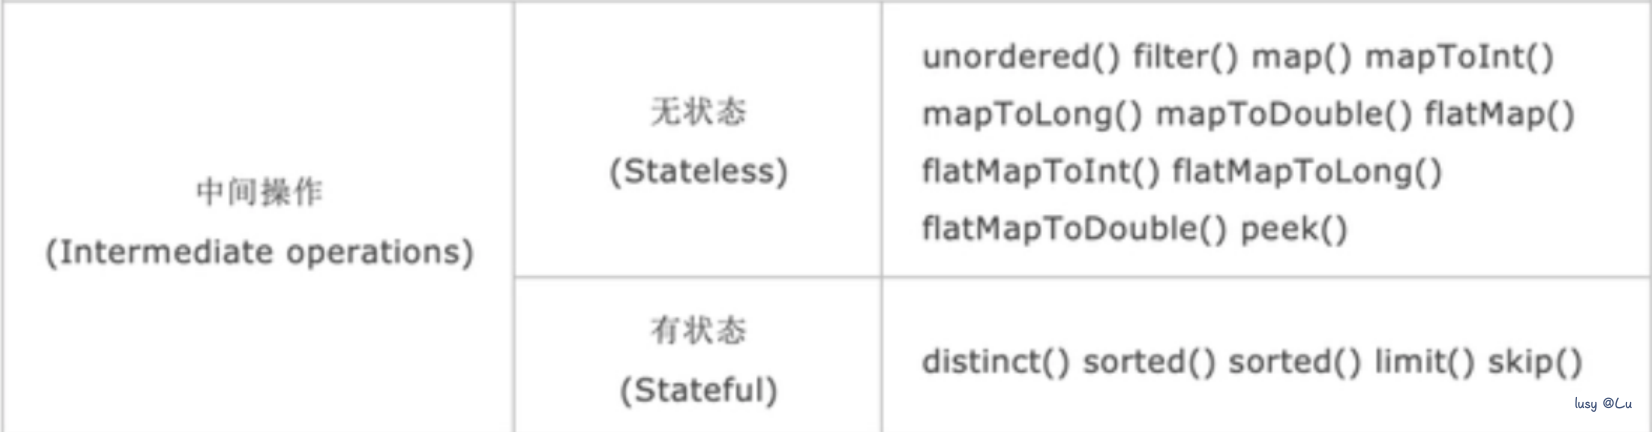 中间操作
(Intermediate operations)
无状态
(Stateless)
unordered() filter() map() mapToInt()
mapToLong() mapToDouble() flatMap()
flatMapToInt() flatMapToLong()
flatMapToDouble() peek()
有状态
(Stateful)
distinct() sorted() sorted() limit() skip()
lusy @Lu